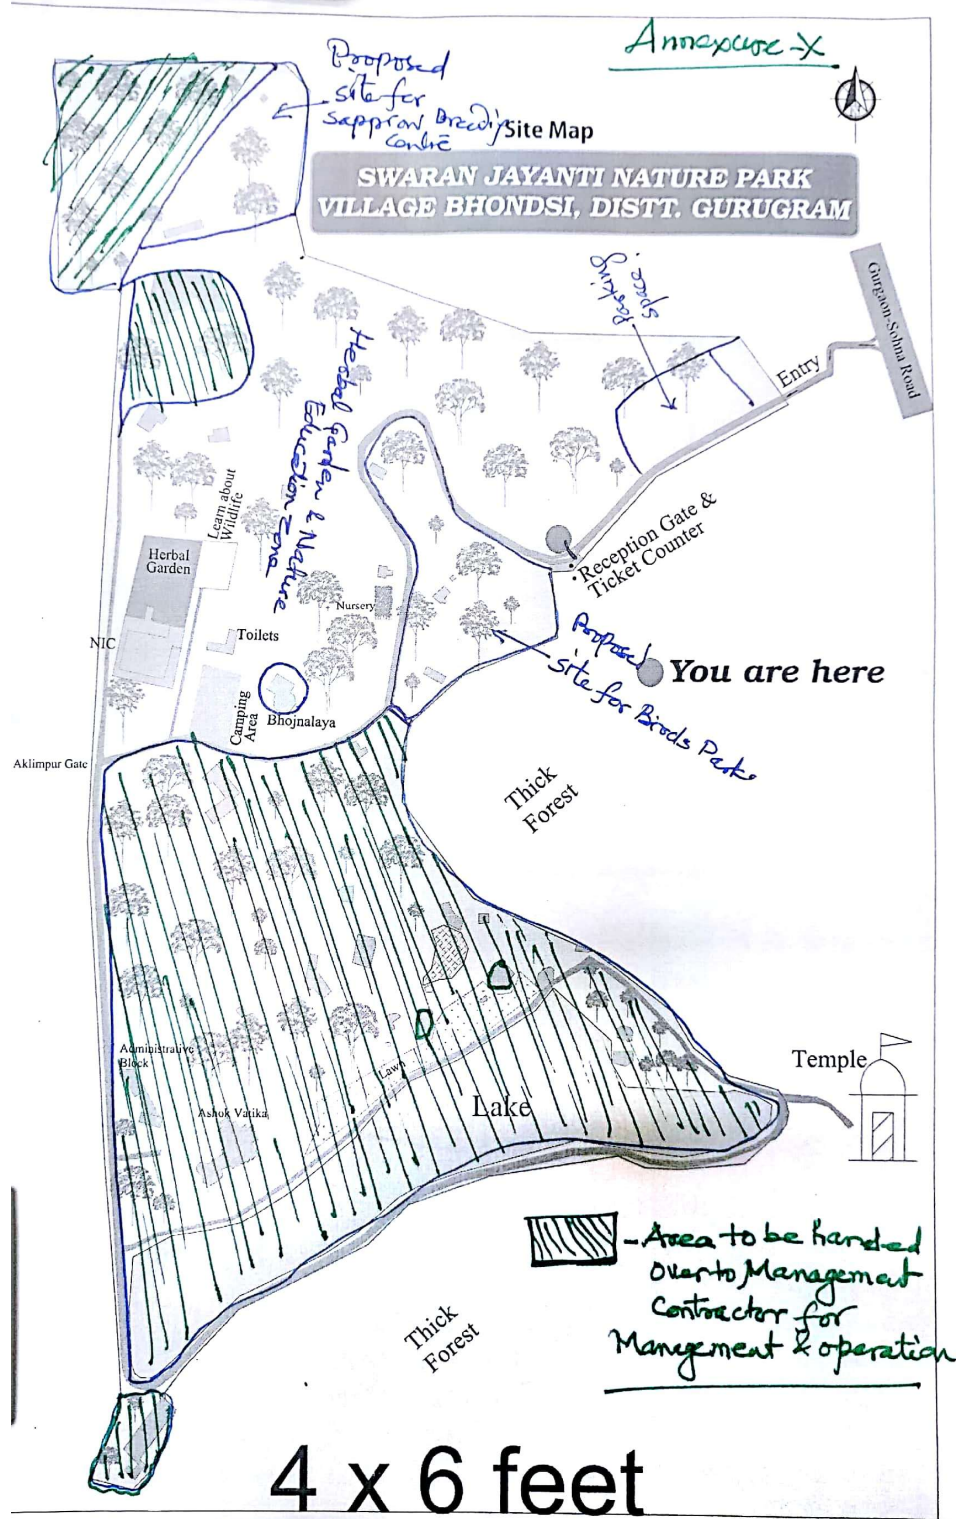 Annexure-X
Proposed
site for
Breeding
Centre
Site Map
SWARAN JAYANTI NATURE PARK
VILLAGE BHONDSI, DISTT. GURUGRAM
Parking
Space.
Gurgaon-Sohna Road
Entry
Herbal Garden & Nature
Education Zone
Learn about
Wildlife
Herbal
Garden
Reception Gate &
Ticket Counter
Nursery
NIC
Toilets
Proposed
site for Birds Park
You are here
Camping
Area
Bhojnalaya
Aklimpur Gate
Thick
Forest
Administrative
Block
Lawn
Ashok Vatika
Lake
Temple
- Area to be handed
over to Management
Contractor for
Management & operation
Thick
Forest
4 x 6 feet